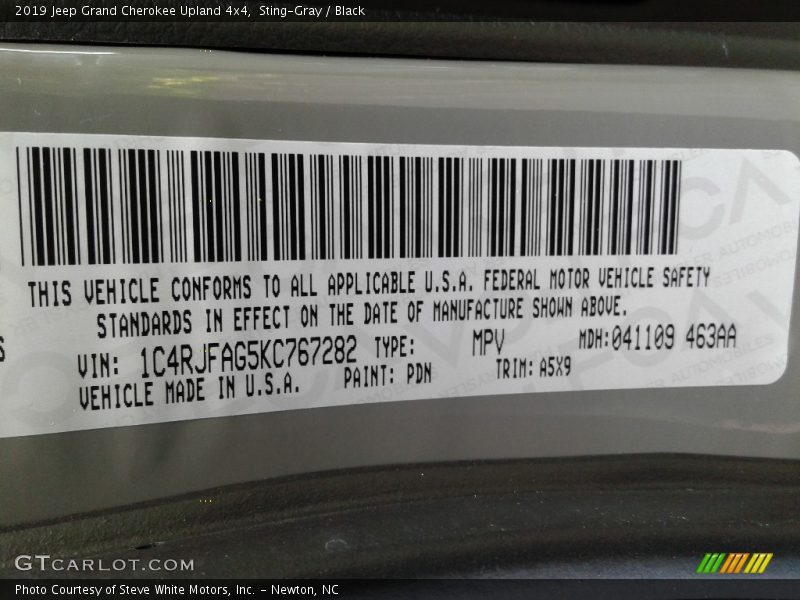 2019 Jeep Grand Cherokee Upland 4x4, Sting-Gray / Black
THIS VEHICLE CONFORMS TO ALL APPLICABLE U.S.A. FEDERAL MOTOR VEHICLE SAFETY
STANDARDS IN EFFECT ON THE DATE OF MANUFACTURE SHOWN ABOVE.
S
VIN: 1C4RJFAG5KC767282 TYPE: MPV MDH:041109 463AA
VEHICLE MADE IN U.S.A. PAINT: PDN TRIM: A5X9
GTCARLOT.COM
Photo Courtesy of Steve White Motors, Inc. - Newton, NC